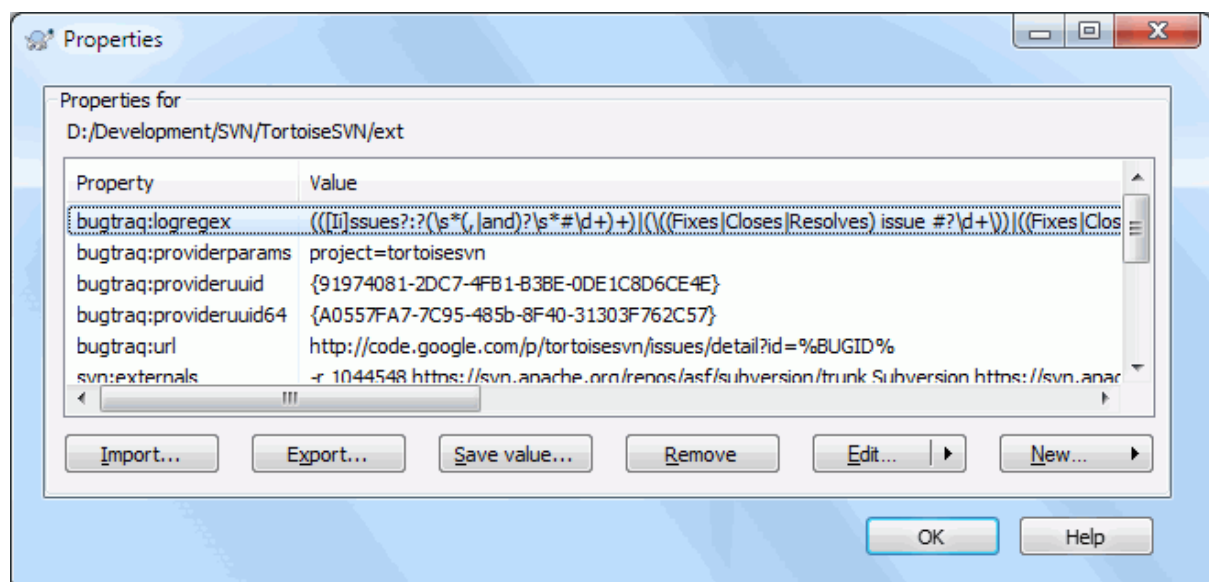 Properties
Properties for
D:/Development/SVN/TortoiseSVN/ext
Property Value
bugtraq:logregex ((([Ii]ssues?:?(\s*(,|and)?\s*#\d+)+)|(\((Fixes|Closes|Resolves) issue #?\d+\))|((Fixes|Clos
bugtraq:providerparams project=tortoisesvn
bugtraq:provideruuid {91974081-2DC7-4FB1-B3BE-0DE1C8D6CE4E}
bugtraq:provideruuid64 {A0557FA7-7C95-485b-8F40-31303F762C57}
bugtraq:url http://code.google.com/p/tortoisesvn/issues/detail?id=%BUGID%
svn:externals -r 1044548 https://svn.apache.org/repos/asf/subversion/trunk Subversion https://svn.apac
Import... Export... Save value... Remove Edit... New...
OK Help